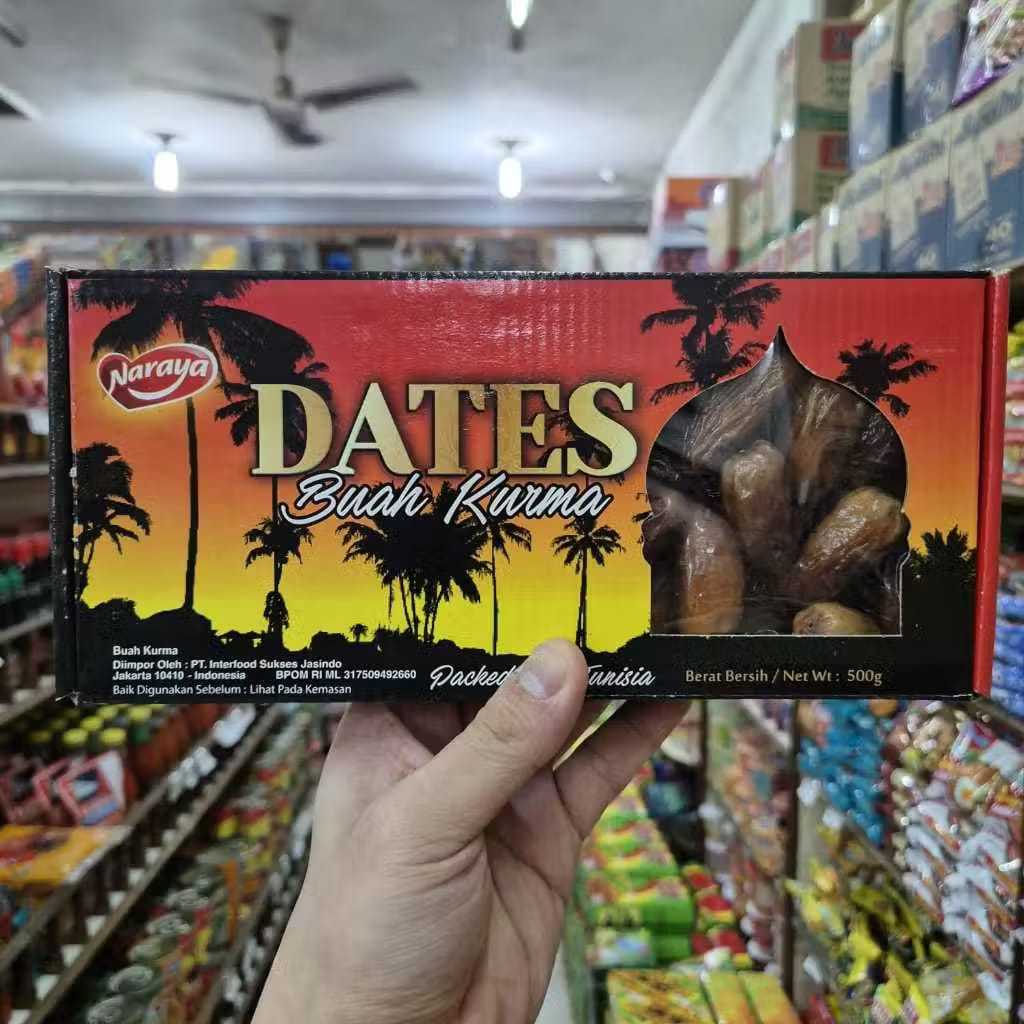 Naraya
DATES
Buah Kurma
Buah Kurma
Diimpor Oleh : PT. Interfood Sukses Jasindo
Jakarta 10410 - Indonesia BPOM RI ML 317509492660
Baik Digunakan Sebelum : Lihat Pada Kemasan
Packed Tunisia
Berat Bersih / Net Wt : 500g